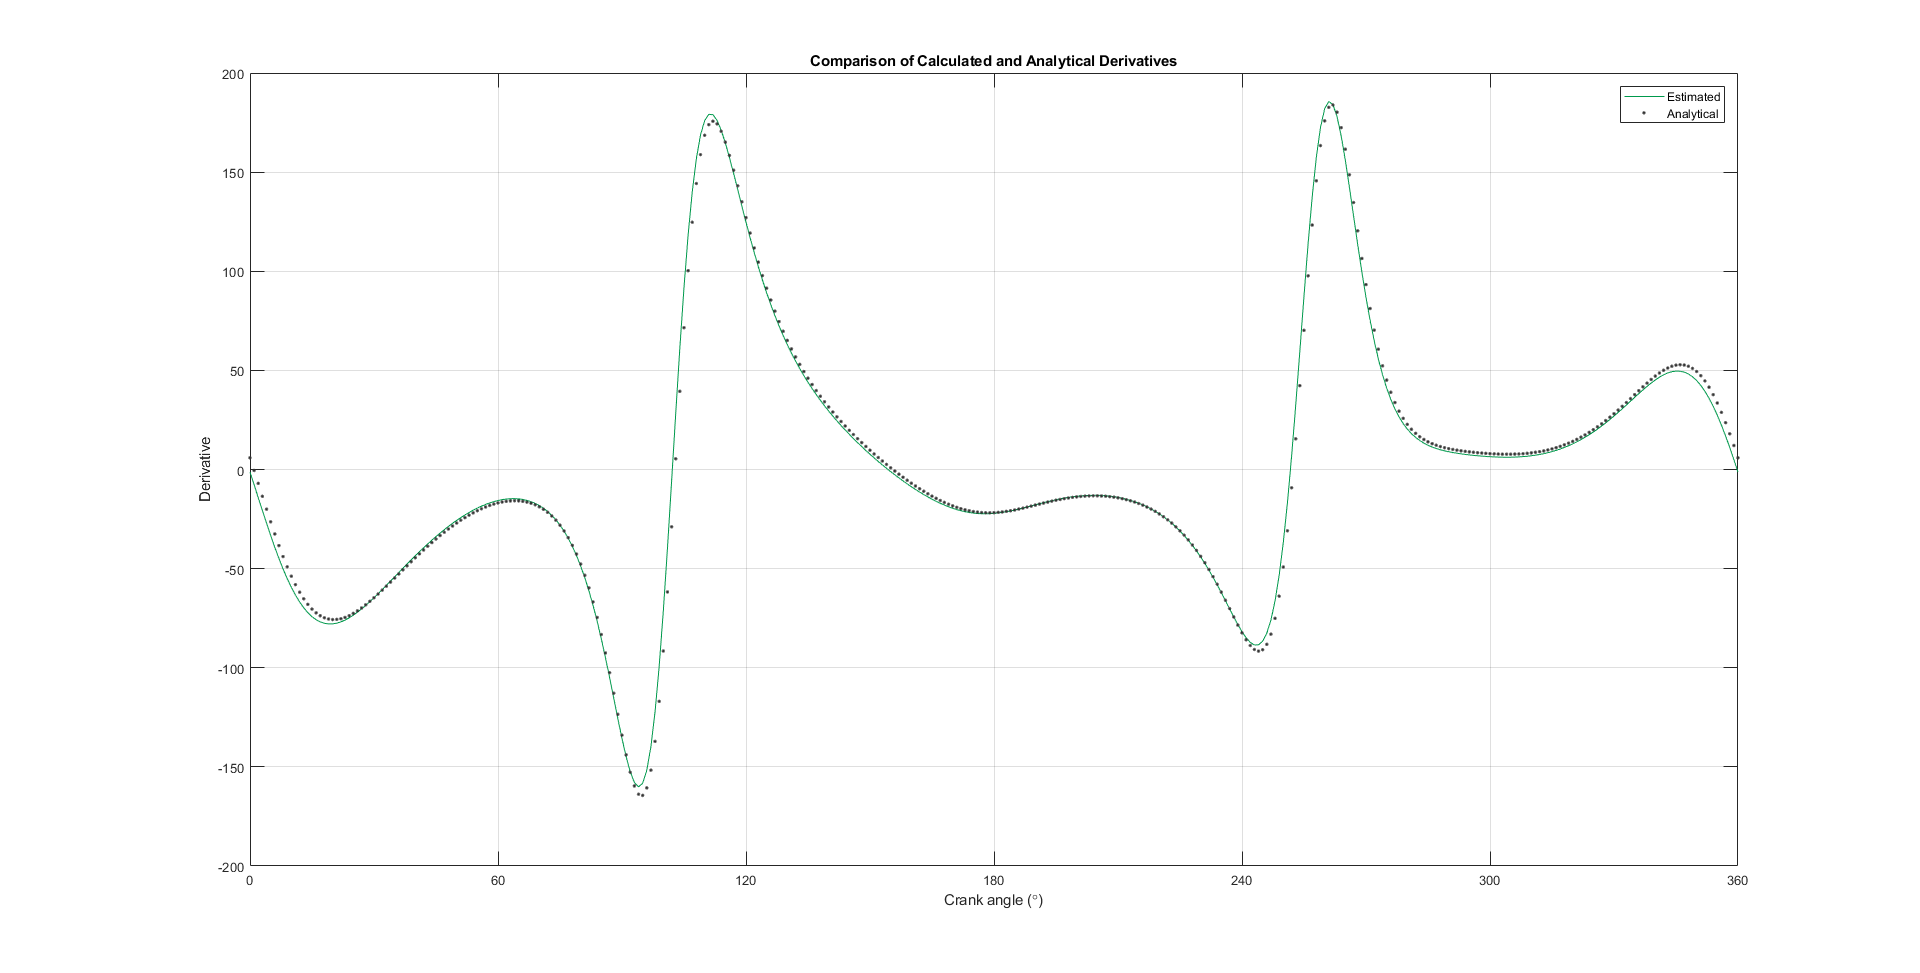 Comparison of Calculated and Analytical Derivatives
Estimated
Analytical
200
150
100
50
0
-50
-100
-150
-200
Derivative
0 60 120 180 240 300 360
Crank angle (°)